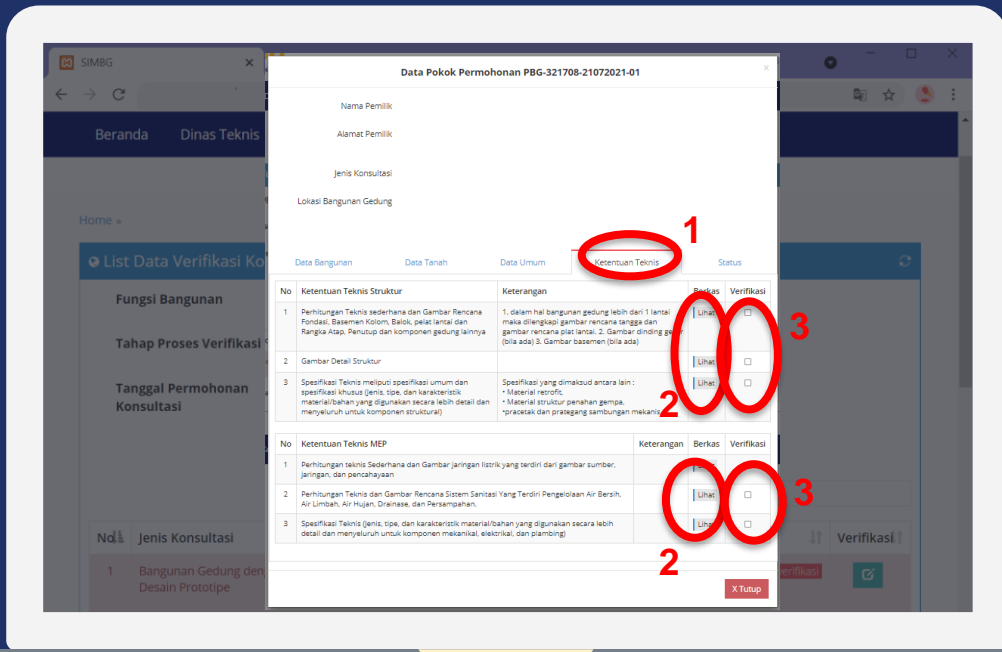 SIMBG
Data Pokok Permohonan PBG-321708-21072021-01
Nama Pemilik
Alamat Pemilik
Jenis Konsultasi
Lokasi Bangunan Gedung
Beranda Dinas Teknis
Home »
List Data Verifikasi Ko
Fungsi Bangunan
Tahap Proses Verifikasi
Tanggal Permohonan
Konsultasi
1
Data Bangunan Data Tanah Data Umum Ketentuan Teknis Status
No Ketentuan Teknis Struktur Keterangan Berkas Verifikasi
1 Perhitungan Teknis sederhana dan Gambar Rencana
Fondasi, Basemen Kolom, Balok, pelat lantai dan
Rangka Atap, Penutup dan komponen gedung lainnya
1. dalam hal bangunan gedung lebih dari 1 lantai
maka dilengkapi gambar rencana tangga dan
gambar rencana plat lantai. 2. Gambar dinding
(bila ada) 3. Gambar basemen (bila ada)
Lihat
3
2 Gambar Detail Struktur Lihat
3 Spesifikasi Teknis meliputi spesifikasi umum dan
spesifikasi khusus (jenis, tipe, dan karakteristik
material/bahan yang digunakan secara lebih detail dan
menyeluruh untuk komponen struktural)
Spesifikasi yang dimaksud antara lain :
• Material retrofit,
• Material struktur penahan gempa,
•pracetak dan prategang sambungan mekanis
Lihat
2
No Ketentuan Teknis MEP Keterangan Berkas Verifikasi
1 Perhitungan teknis Sederhana dan Gambar jaringan listrik yang terdiri dari gambar sumber,
jaringan, dan pencahayaan
2 Perhitungan Teknis dan Gambar Rencana Sistem Sanitasi Yang Terdiri Pengelolaan Air Bersih,
Air Limbah, Air Hujan, Drainase, dan Persampahan.
Lihat
3
3 Spesifikasi Teknis (jenis, tipe, dan karakteristik material/bahan yang digunakan secara lebih
detail dan menyeluruh untuk komponen mekanikal, elektrikal, dan plambing)
Lihat
2
No Jenis Konsultasi Verifikasi
1 Bangunan Gedung den
Desain Prototipe
verifikasi
X Tutup